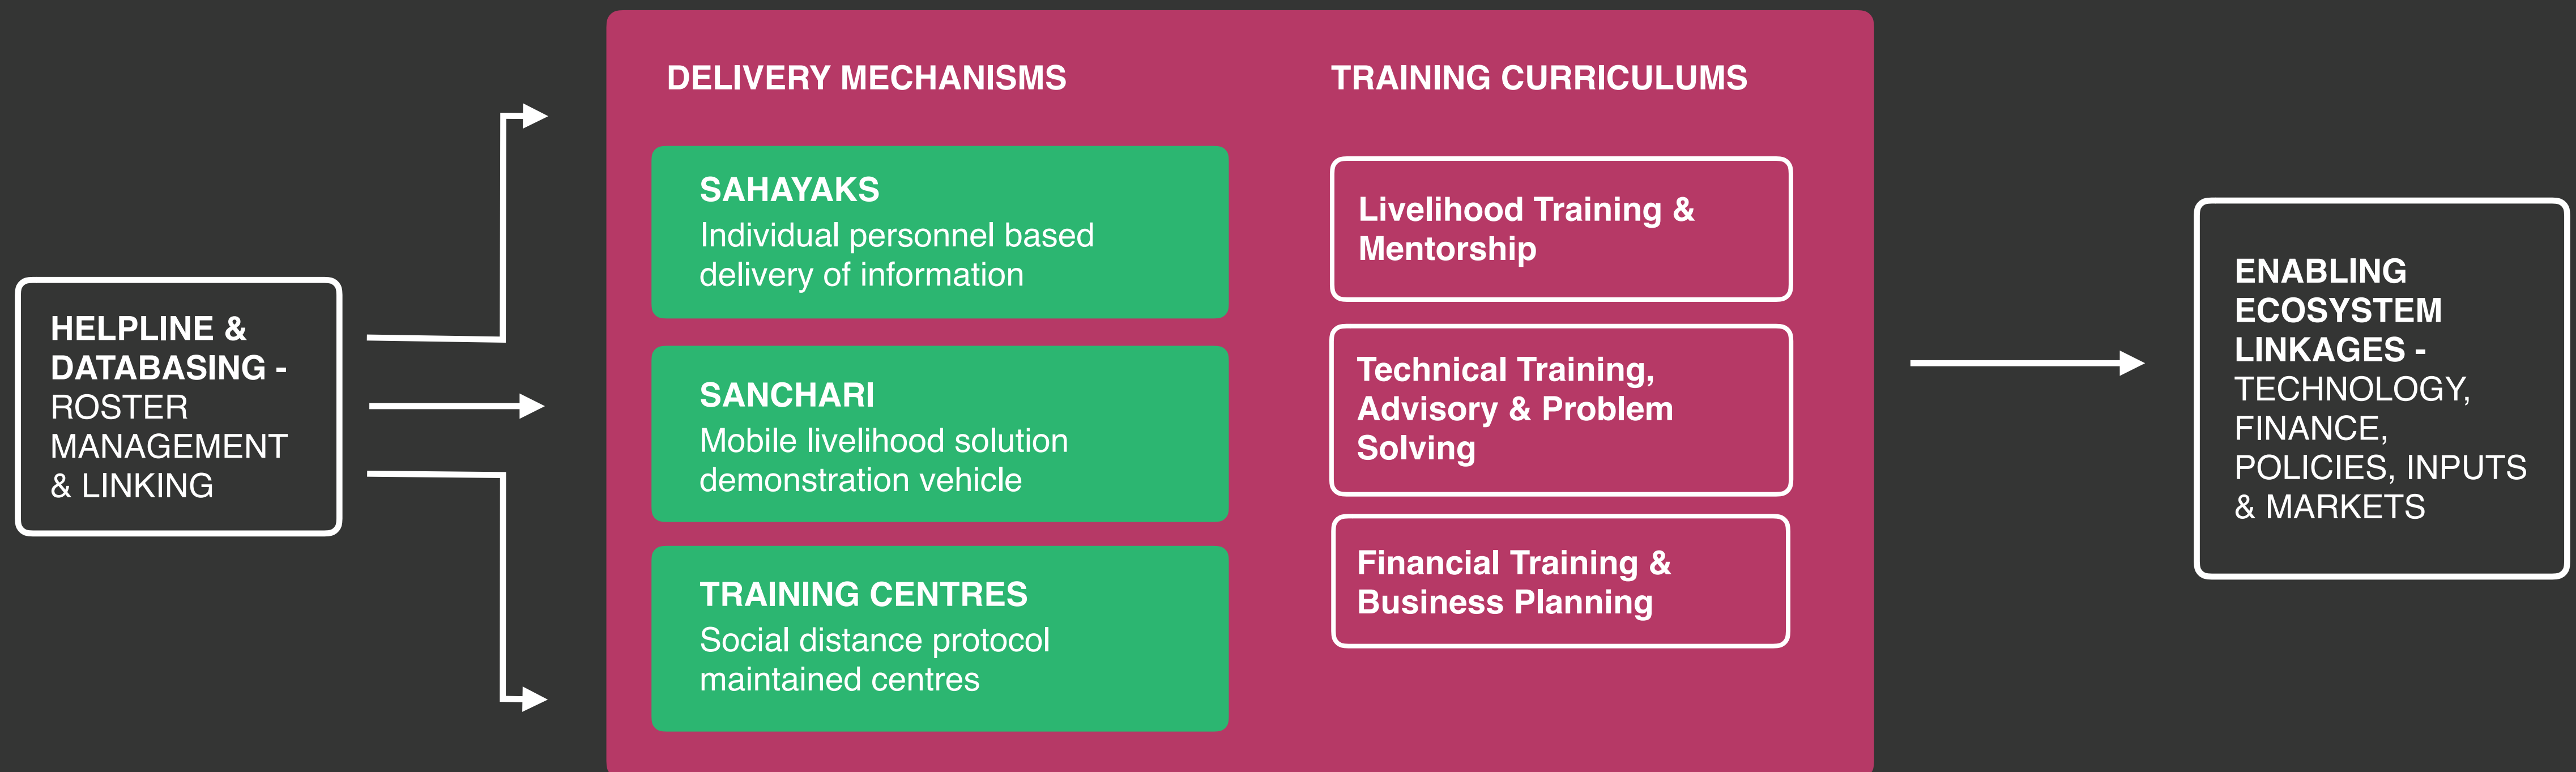 HELPLINE &
DATABASING -
ROSTER
MANAGEMENT
& LINKING
DELIVERY MECHANISMS
SAHAYAKS
Individual personnel based
delivery of information
SANCHARI
Mobile livelihood solution
demonstration vehicle
TRAINING CENTRES
Social distance protocol
maintained centres
TRAINING CURRICULUMS
Livelihood Training &
Mentorship
Technical Training,
Advisory & Problem
Solving
Financial Training &
Business Planning
ENABLING
ECOSYSTEM
LINKAGES -
TECHNOLOGY,
FINANCE,
POLICIES, INPUTS
& MARKETS